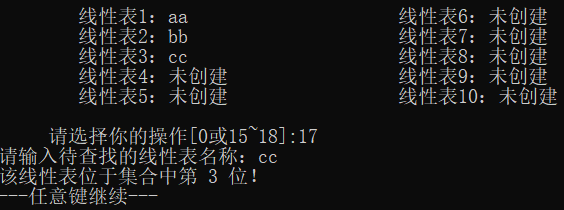 线性表1：aa 线性表6：未创建
线性表2：bb 线性表7：未创建
线性表3：cc 线性表8：未创建
线性表4：未创建 线性表9：未创建
线性表5：未创建 线性表10：未创建
请选择你的操作[0或15~18]:17
请输入待查找的线性表名称：cc
该线性表位于集合中第 3 位！
---任意键继续---